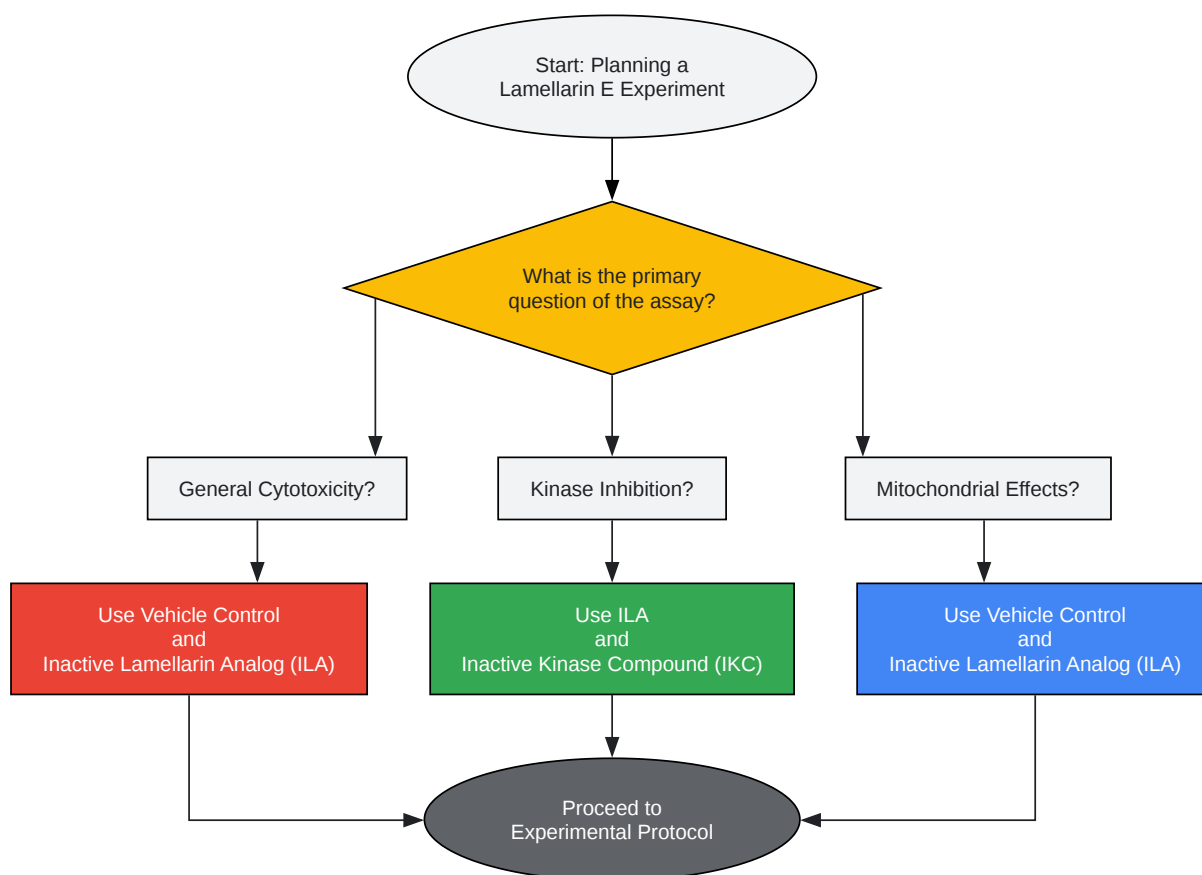 Start: Planning a
Lamellarin E Experiment
What is the primary
question of the assay?
General Cytotoxicity?
Kinase Inhibition?
Mitochondrial Effects?
Use Vehicle Control
and
Inactive Lamellarin Analog (ILA)
Use ILA
and
Inactive Kinase Compound (IKC)
Use Vehicle Control
and
Inactive Lamellarin Analog (ILA)
Proceed to
Experimental Protocol